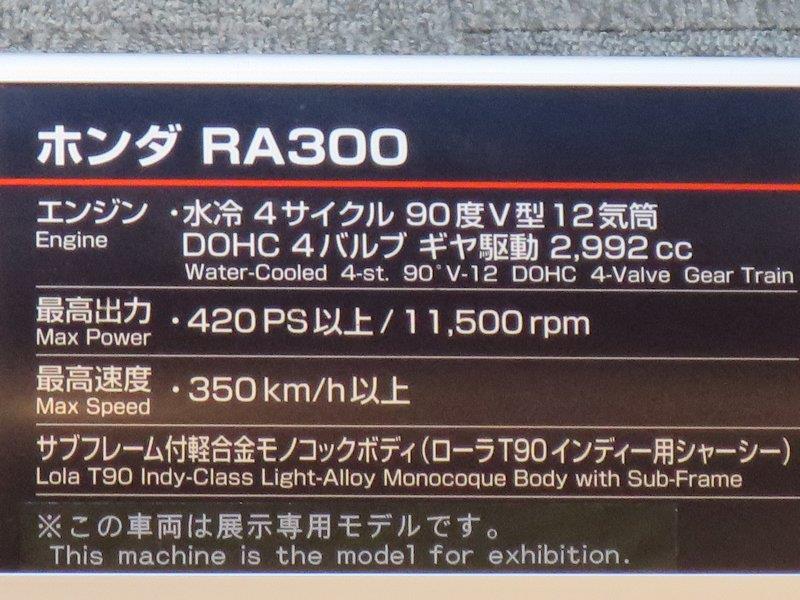 ホンダ RA300
エンジン ・水冷 4サイクル 90度V型12気筒
Engine DOHC 4バルブ ギヤ駆動 2,992cc
Water-Cooled 4-st. 90°V-12 DOHC 4-Valve Gear Train
最高出力 ・420PS以上/11,500rpm
Max Power
最高速度 ・350km/h以上
Max Speed
サブフレーム付軽合金モノコックボディ(ローラT90インディー用シャーシー)
Lola T90 Indy-Class Light-Alloy Monocoque Body with Sub-Frame
※この車両は展示専用モデルです。
This machine is the model for exhibition.